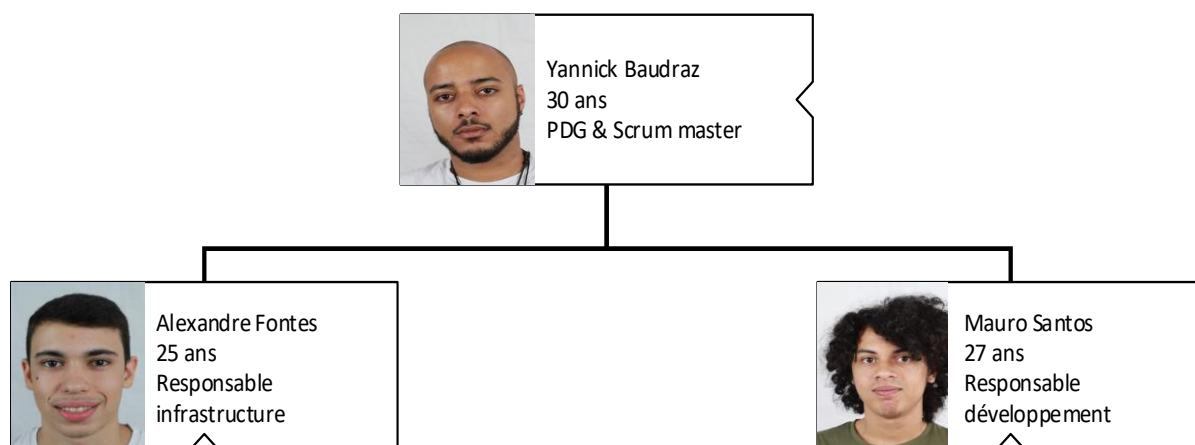 Yannick Baudraz
30 ans
PDG & Scrum master
Alexandre Fontes
25 ans
Responsable
infrastructure
Mauro Santos
27 ans
Responsable
développement